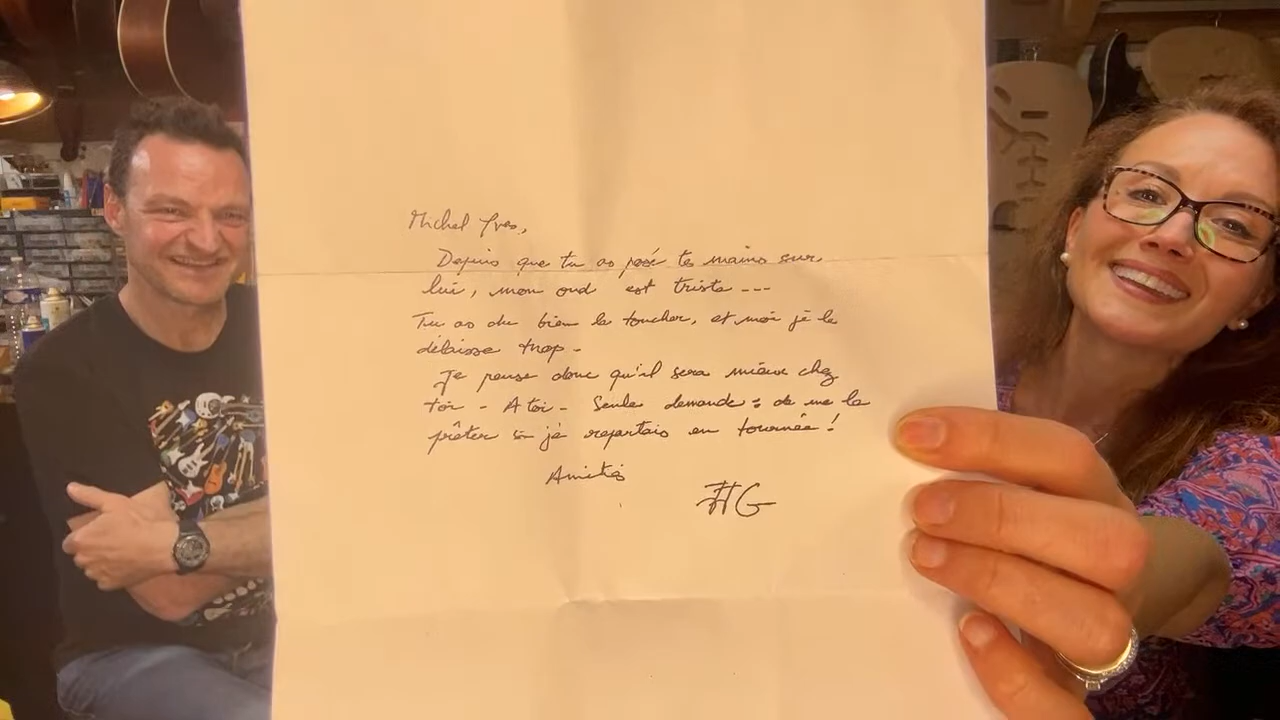 Michel Yves,
Depuis que tu as posé tes mains sur
lui, mon oud est triste ---
Tu as du bien le toucher, et moi je le
délaisse trop -
Je pense donc qu'il sera mieux chez
toi - A toi - Seule demande : de me le
prêter si je repartais en tournée !
Amitiés
JJG